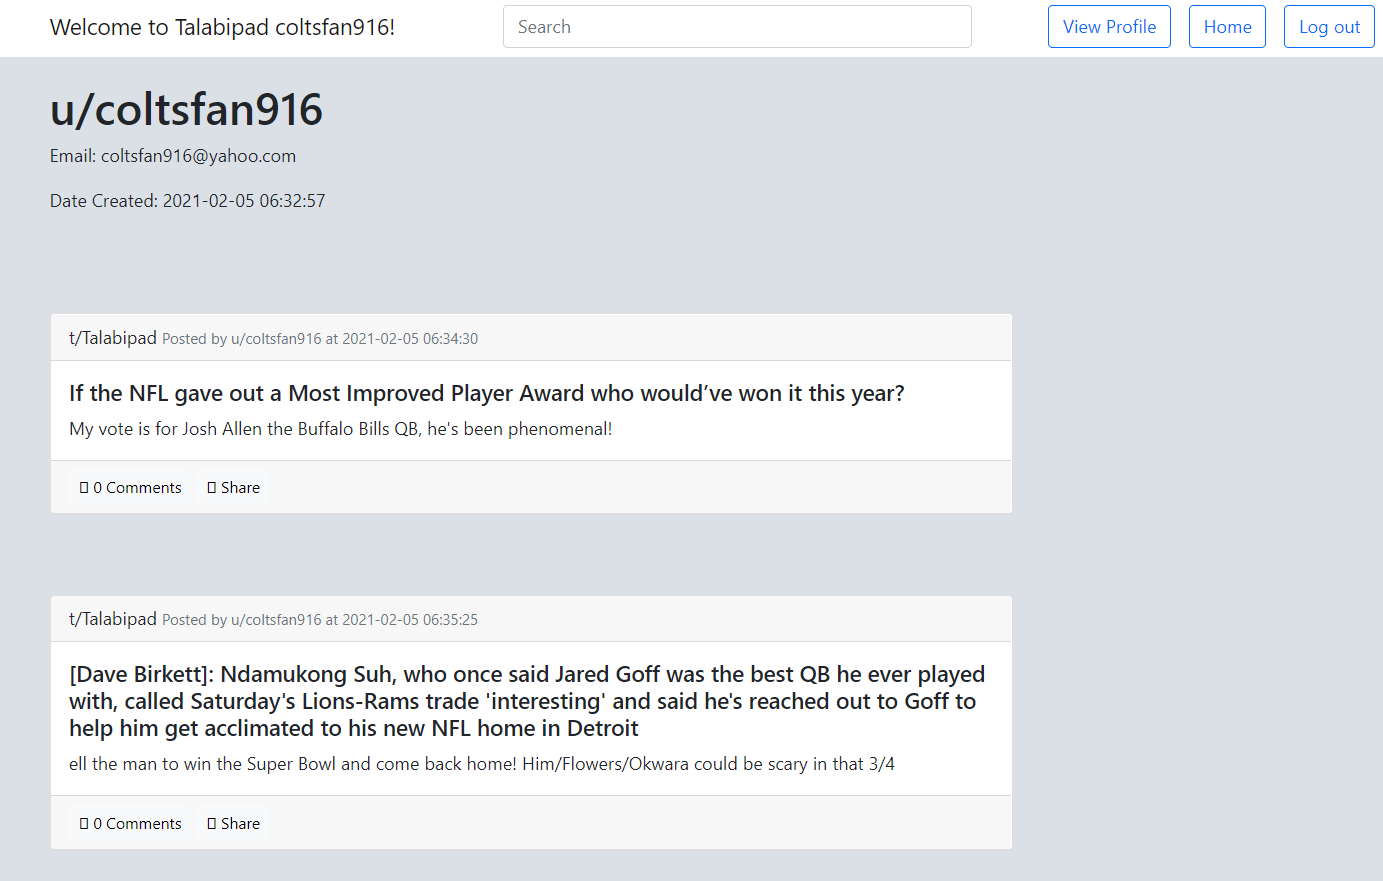 Welcome to Talabipad coltsfan916!
Search
View Profile
Home
Log out
u/coltsfan916
Email: coltsfan916@yahoo.com
Date Created: 2021-02-05 06:32:57
t/Talabipad Posted by u/coltsfan916 at 2021-02-05 06:34:30
If the NFL gave out a Most Improved Player Award who would’ve won it this year?
My vote is for Josh Allen the Buffalo Bills QB, he's been phenomenal!
0 Comments
Share
t/Talabipad Posted by u/coltsfan916 at 2021-02-05 06:35:25
[Dave Birkett]: Ndamukong Suh, who once said Jared Goff was the best QB he ever played
with, called Saturday's Lions-Rams trade 'interesting' and said he's reached out to Goff to
help him get acclimated to his new NFL home in Detroit
ell the man to win the Super Bowl and come back home! Him/Flowers/Okwara could be scary in that 3/4
0 Comments
Share